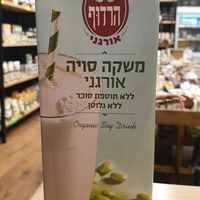 הרדוף
אורגני
משקה סויה
אורגני
ללא תוספת סוכר
ללא גלוטן
Organic Soy Drink